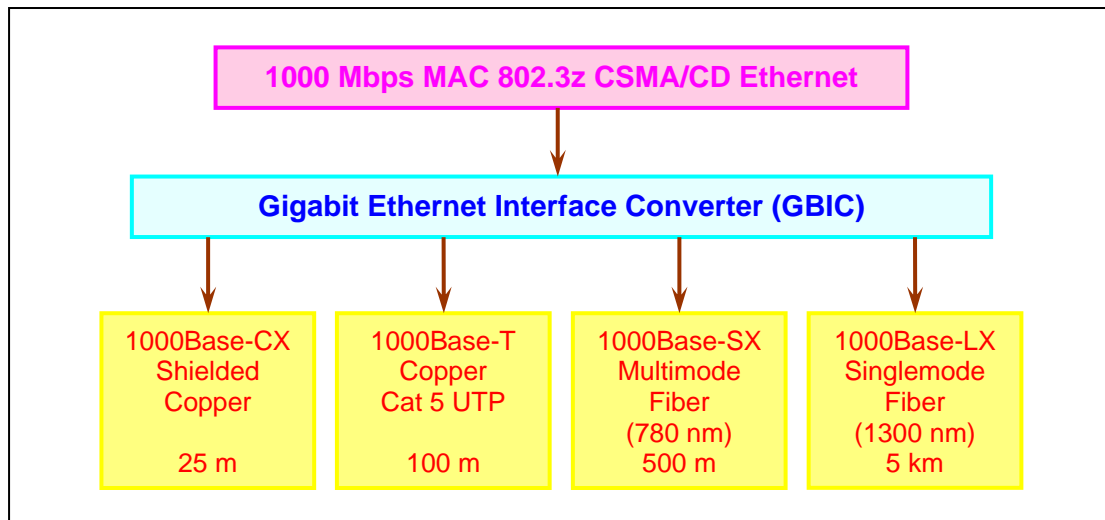 1000 Mbps MAC 802.3z CSMA/CD Ethernet
Gigabit Ethernet Interface Converter (GBIC)
1000Base-CX
Shielded
Copper
25 m
1000Base-T
Copper
Cat 5 UTP
100 m
1000Base-SX
Multimode
Fiber
(780 nm)
500 m
1000Base-LX
Singlemode
Fiber
(1300 nm)
5 km